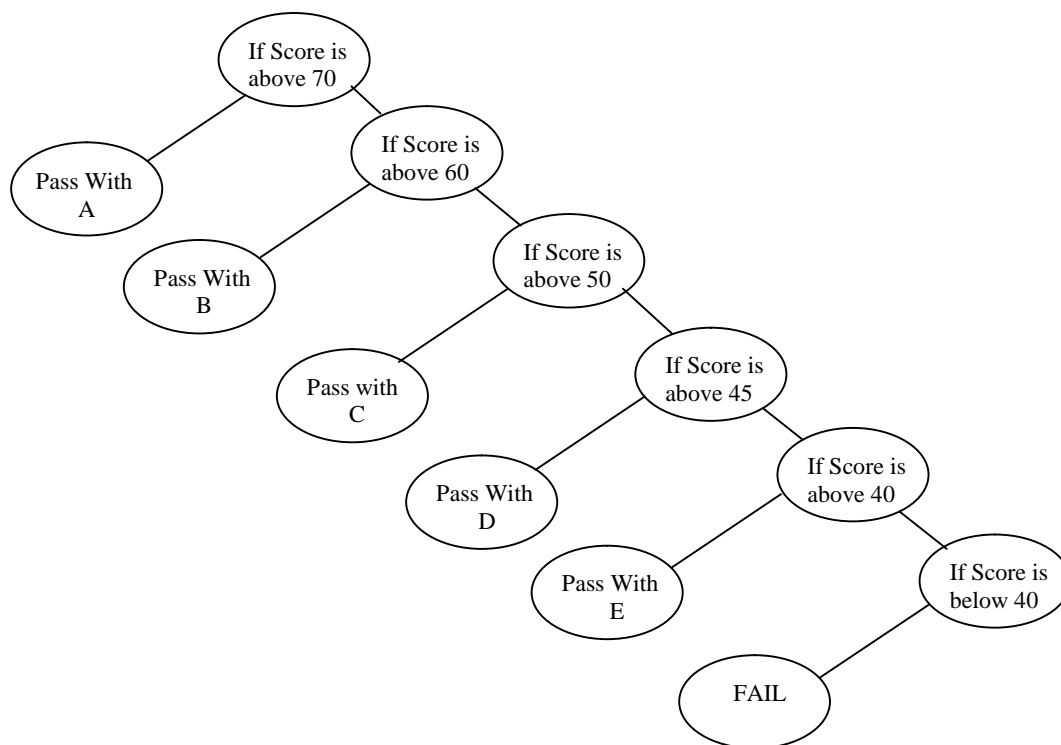 If Score is
above 70
If Score is
above 60
Pass With
A
If Score is
above 50
Pass With
B
If Score is
above 45
Pass with
C
If Score is
above 40
Pass With
D
If Score is
below 40
Pass With
E
FAIL